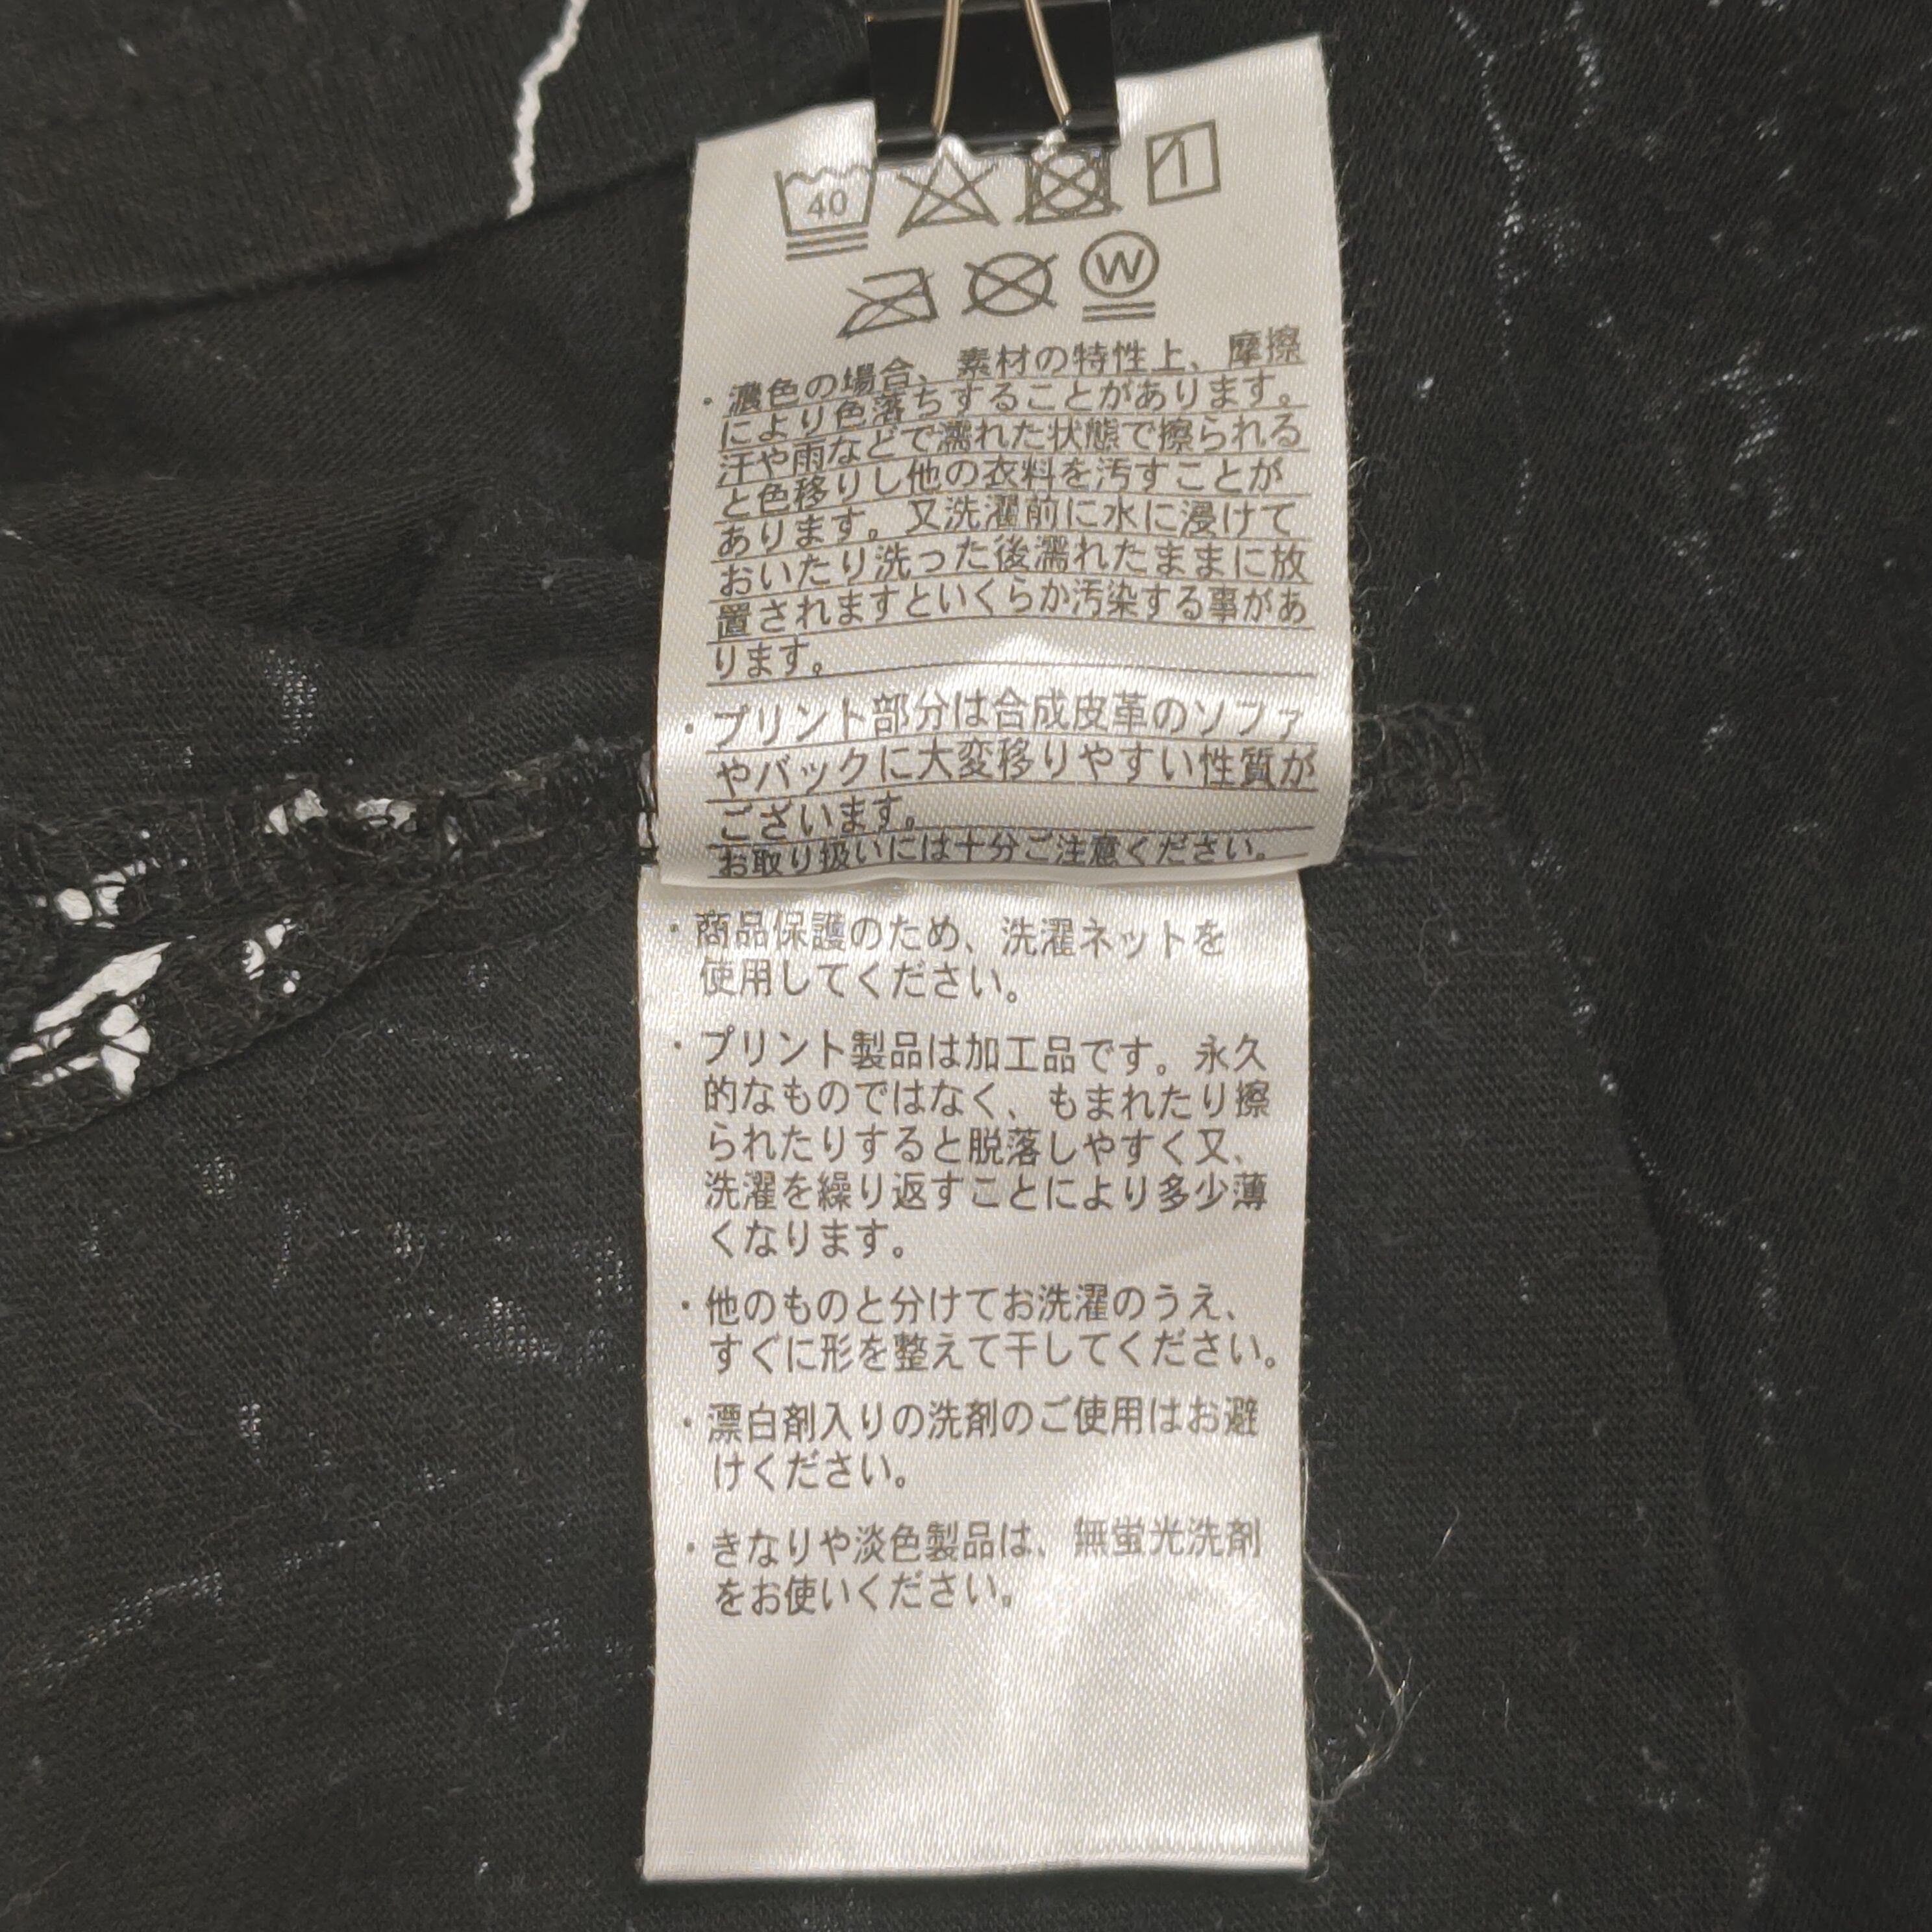 40
W
・濃色の場合、素材の特性上、摩擦
により色落ちすることがあります。
汗や雨などで濡れた状態で擦られる
と色移りし他の衣料を汚すことが
あります。又洗濯前に水に浸けて
おいたり洗った後濡れたままに放
置されますといくらか汚染する事があ
ります。
・プリント部分は合成皮革のソファ
やバックに大変移りやすい性質が
ございます。
お取り扱いには十分ご注意ください。
・商品保護のため、洗濯ネットを
使用してください。
・プリント製品は加工品です。永久
的なものではなく、もまれたり擦
られたりすると脱落しやすく又、
洗濯を繰り返すことにより多少薄
くなります。
・他のものと分けてお洗濯のうえ、
すぐに形を整えて干してください。
・漂白剤入りの洗剤のご使用はお避
けください。
・きなりや淡色製品は、無蛍光洗剤
をお使いください。